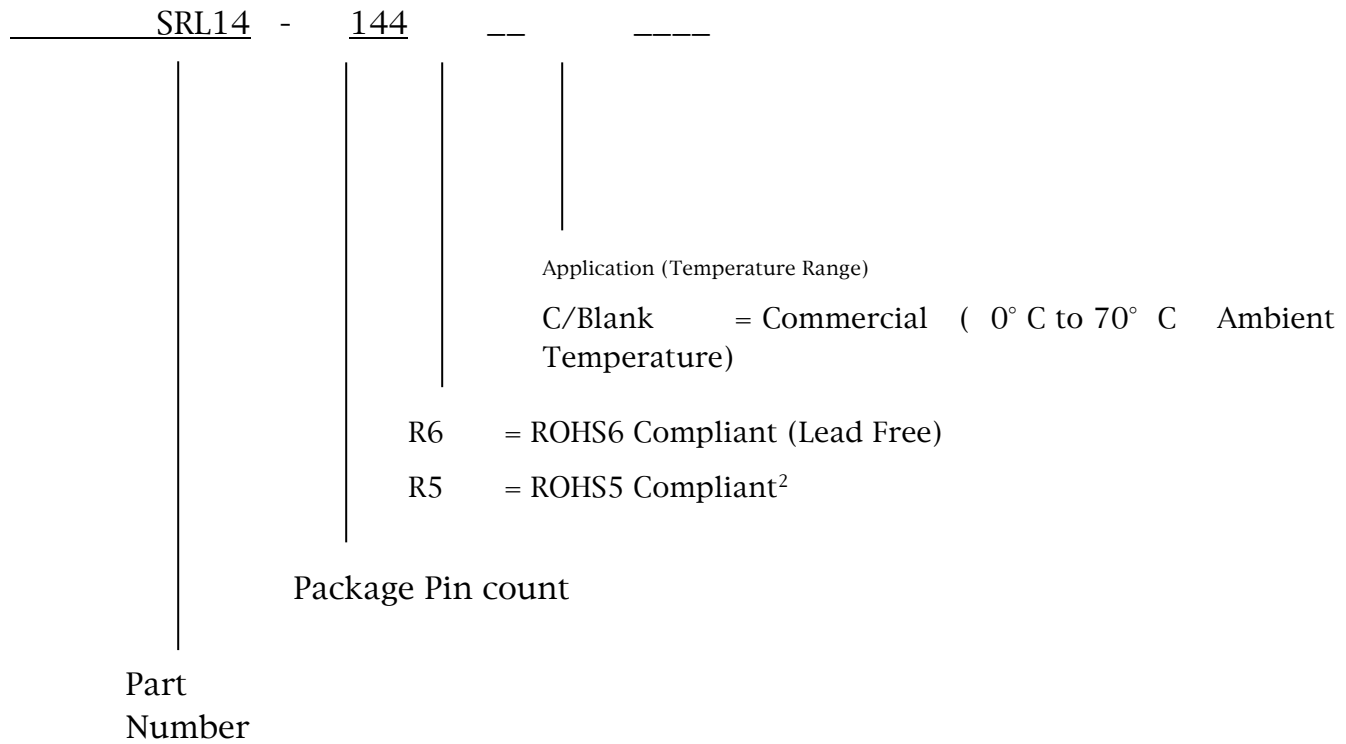 SRL14 - 144 __ ____
Application (Temperature Range)
C/Blank = Commercial ( 0° C to 70° C Ambient
Temperature)
R6 = ROHS6 Compliant (Lead Free)
R5 = ROHS5 Compliant²
Package Pin count
Part
Number